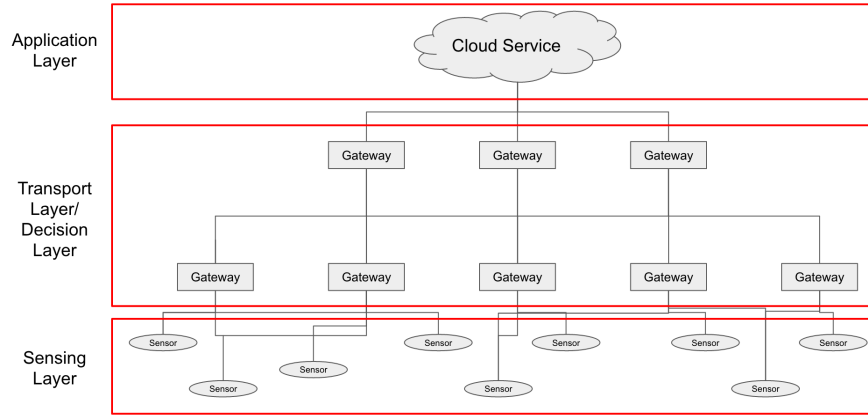 Application
Layer
Cloud Service
Gateway
Gateway
Gateway
Transport
Layer/
Decision
Layer
Gateway
Gateway
Gateway
Gateway
Gateway
Sensing
Layer
Sensor
Sensor
Sensor
Sensor
Sensor
Sensor
Sensor
Sensor
Sensor